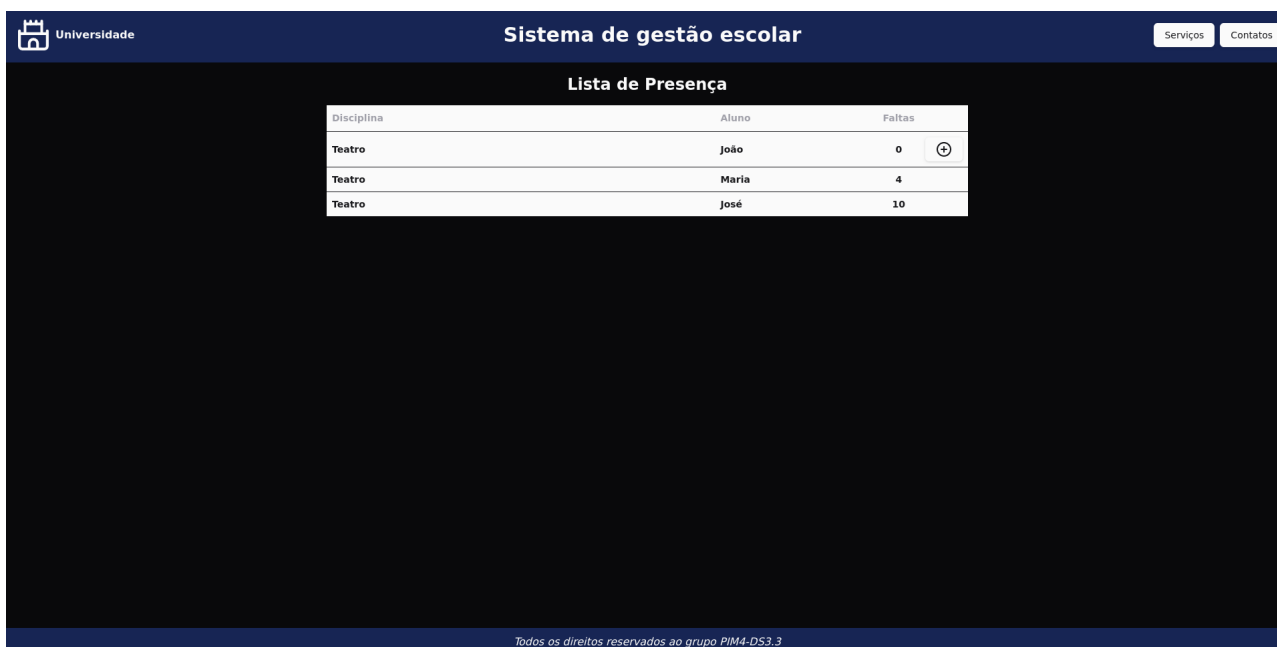 Universidade
Sistema de gestão escolar
Serviços
Contatos
Lista de Presença
Disciplina Aluno Faltas
Teatro João 0
Teatro Maria 4
Teatro José 10
Todos os direitos reservados ao grupo PIM4-DS3.3